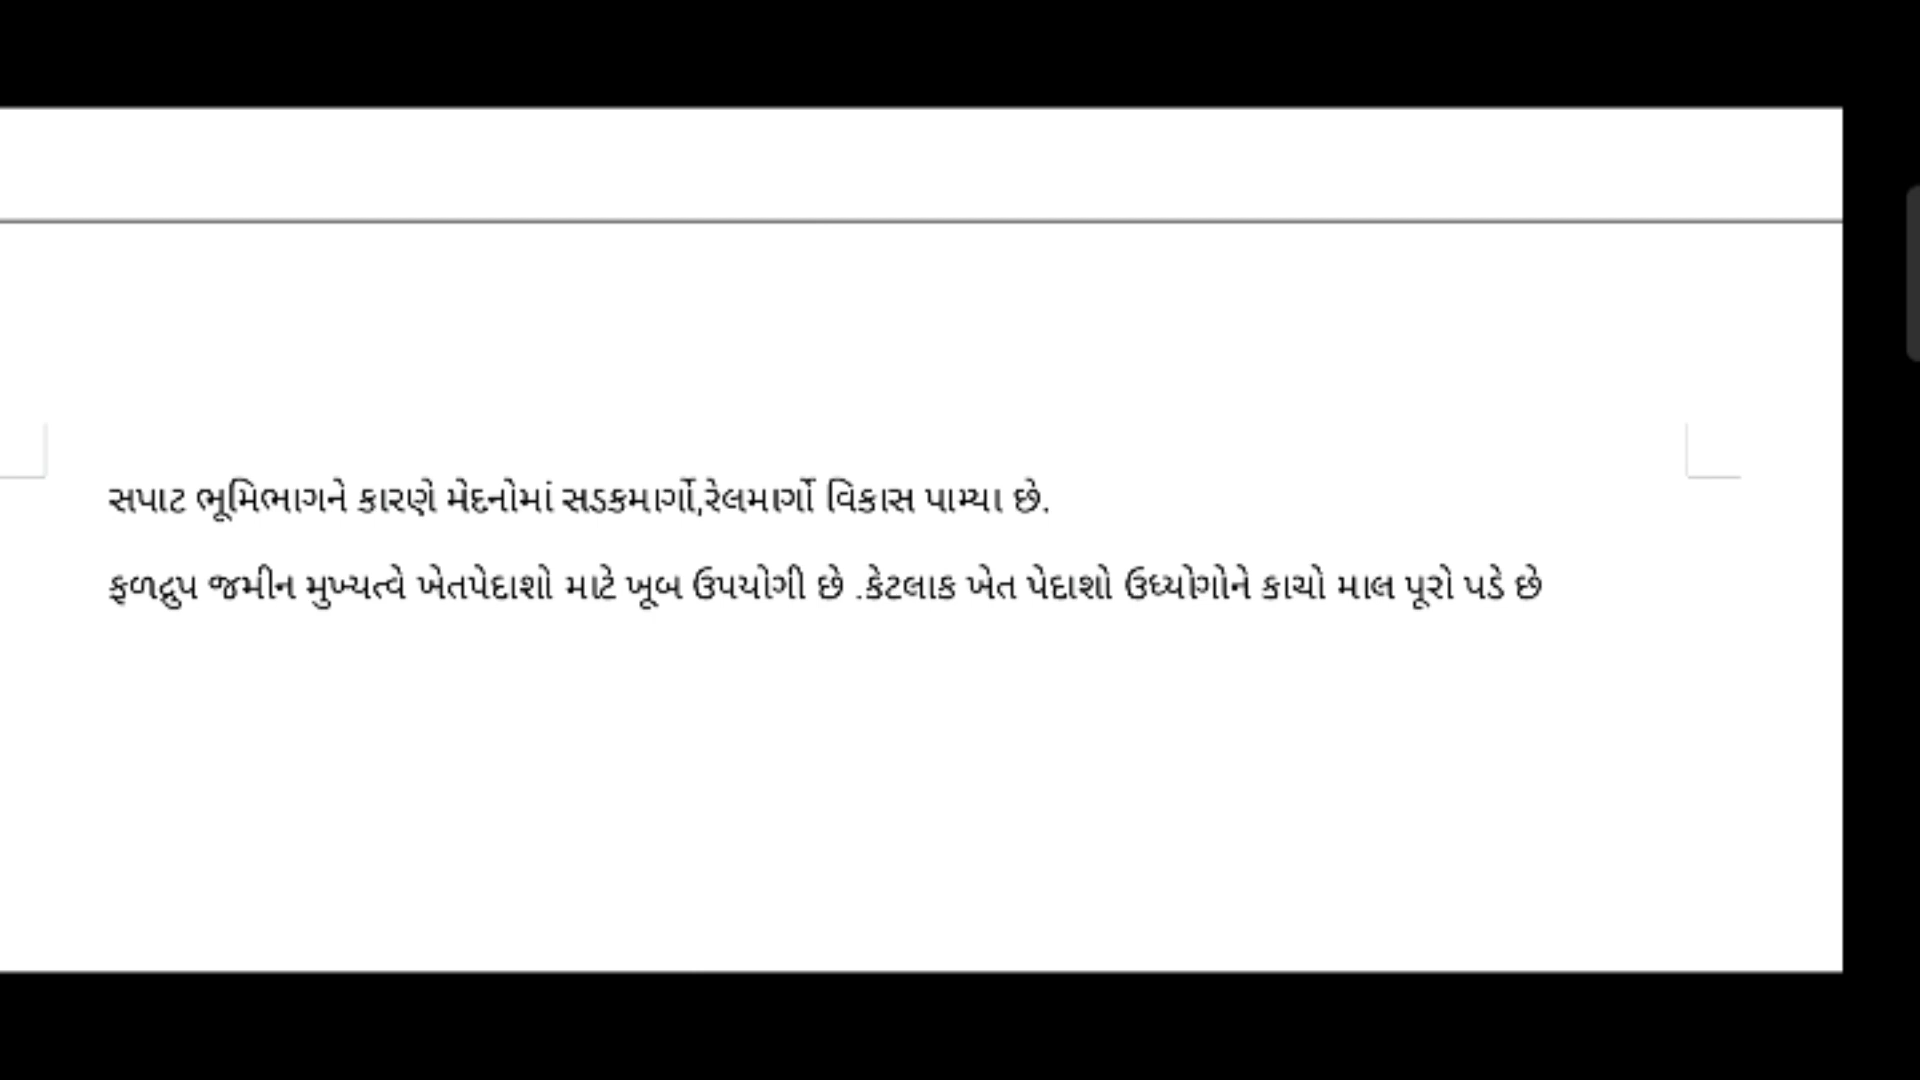 સપાટ ભૂમિભાગને કારણે મેદનોમાં સડકમાર્ગો,રેલમાર્ગો વિકાસ પામ્યા છે.
ફળદ્રુપ જમીન મુખ્યત્વે ખેતપેદાશો માટે ખૂબ ઉપયોગી છે .કેટલાક ખેત પેદાશો ઉધ્યોગોને કાચો માલ પૂરો પડે છે